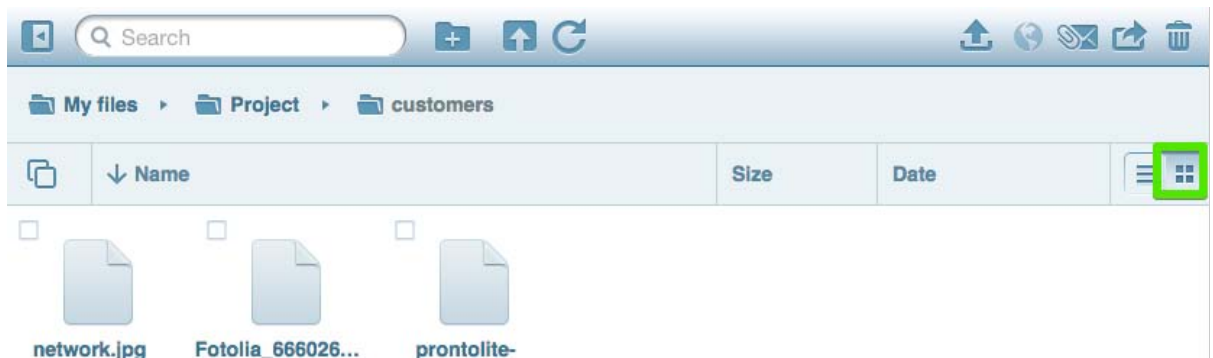 Search
My files Project customers
Name Size Date
network.jpg Fotolia_666026... prontolite-